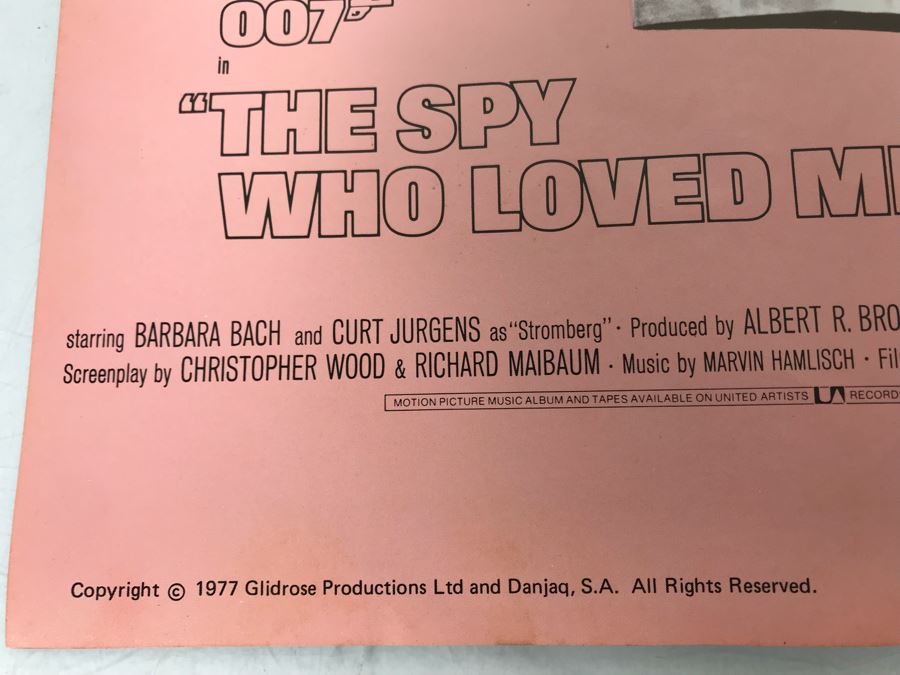 007
in
"THE SPY
WHO LOVED
starring BARBARA BACH and CURT JURGENS as "Stromberg" · Produced by ALBERT R. BRO
Screenplay by CHRISTOPHER WOOD & RICHARD MAIBAUM · Music by MARVIN HAMLISCH ·
MOTION PICTURE MUSIC ALBUM AND TAPES AVAILABLE ON UNITED ARTISTS UA RECORD
Copyright © 1977 Glidrose Productions Ltd and Danjaq, S.A. All Rights Reserved.